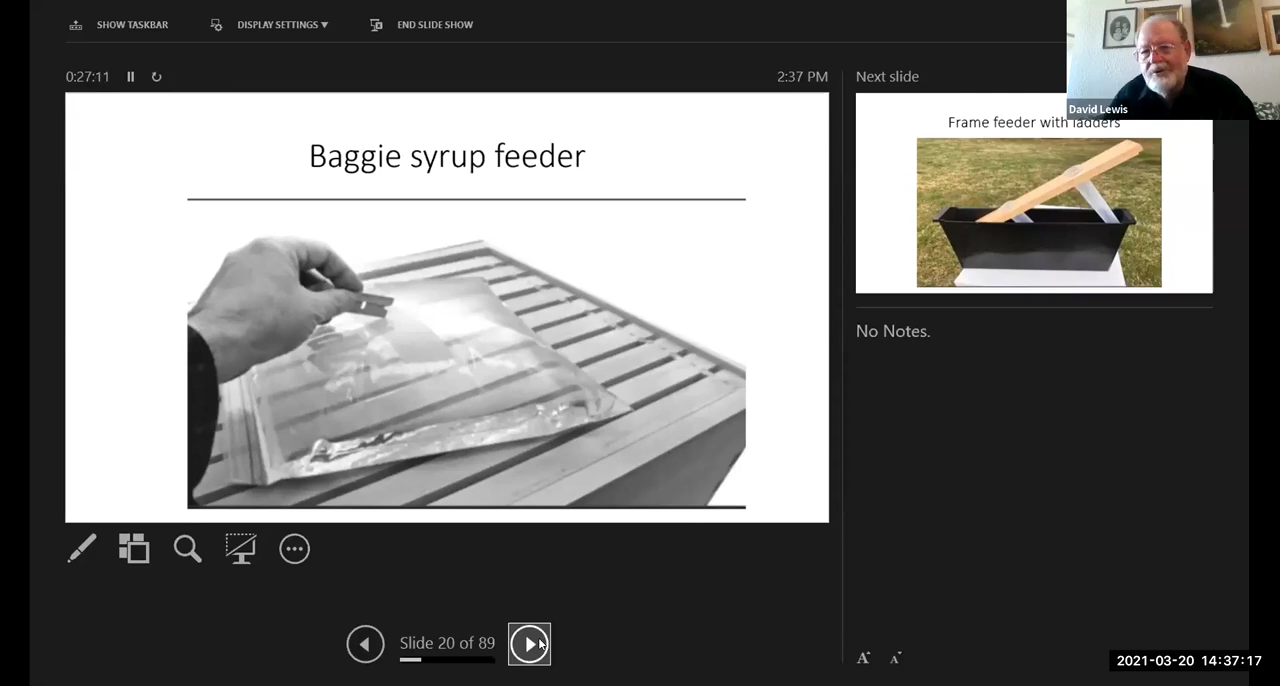 SHOW TASKBAR
DISPLAY SETTINGS ▼
END SLIDE SHOW
0:27:11
2:37 PM
Next slide
David Lewis
Baggie syrup feeder
Frame feeder with ladders
No Notes.
Slide 20 of 89
A
A
2021-03-20 14:37:17